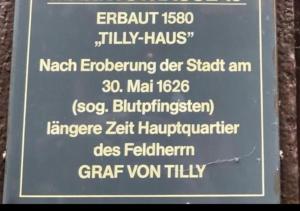 ERBAUT 1580
„TILLY-HAUS”
Nach Eroberung der Stadt am
30. Mai 1626
(sog. Blutpfingsten)
längere Zeit Hauptquartier
des Feldherrn
GRAF VON TILLY